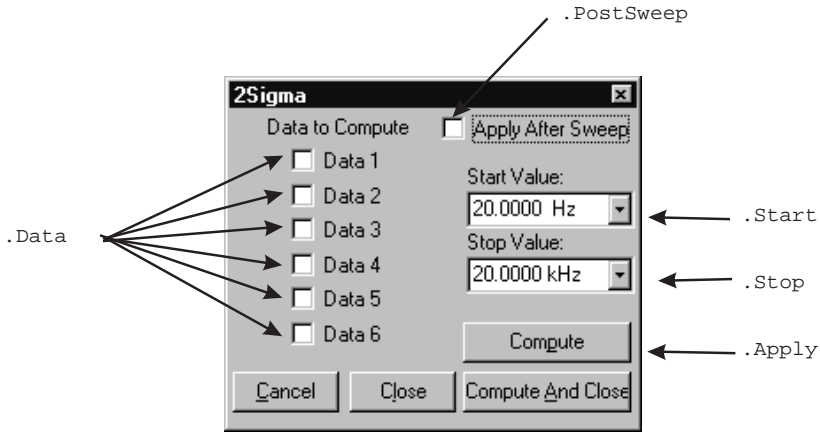 .PostSweep
2Sigma
Data to Compute
Apply After Sweep
Data 1
Data 2
Data 3
Data 4
Data 5
Data 6
.Data
Start Value:
20.0000 Hz
.Start
Stop Value:
20.0000 kHz
.Stop
Compute
.Apply
Cancel
Close
Compute And Close